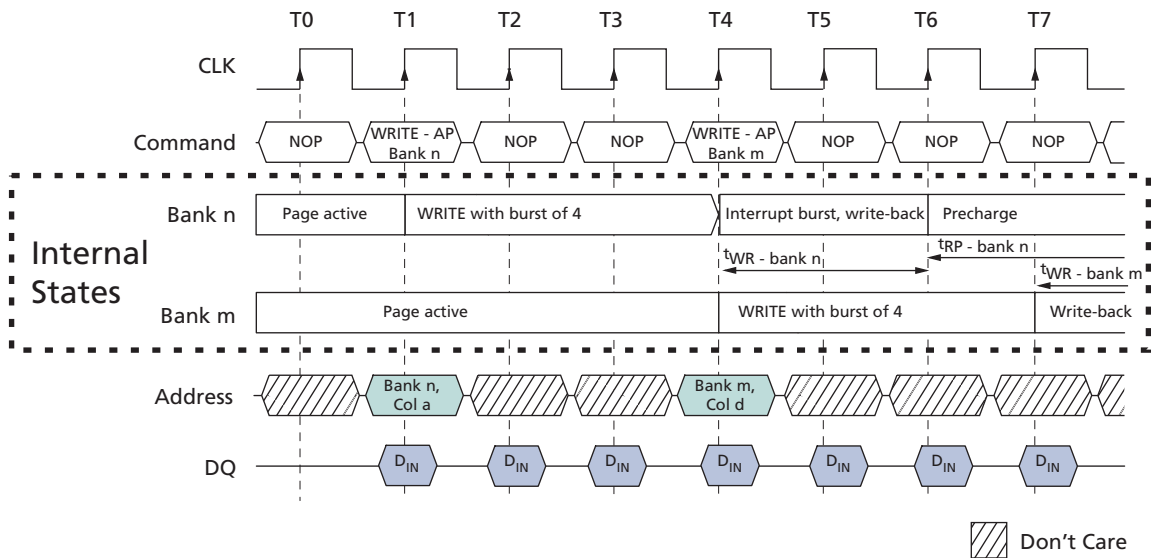 T0 T1 T2 T3 T4 T5 T6 T7
CLK
Command NOP WRITE - AP Bank n NOP NOP WRITE - AP Bank m NOP NOP NOP
Internal States
Bank n Page active WRITE with burst of 4 Interrupt burst, write-back Precharge
tWR - bank n tRP - bank n
tWR - bank m
Bank m Page active WRITE with burst of 4 Write-back
Address Bank n, Col a Bank m, Col d
DQ DIN DIN DIN DIN DIN DIN DIN
Don't Care